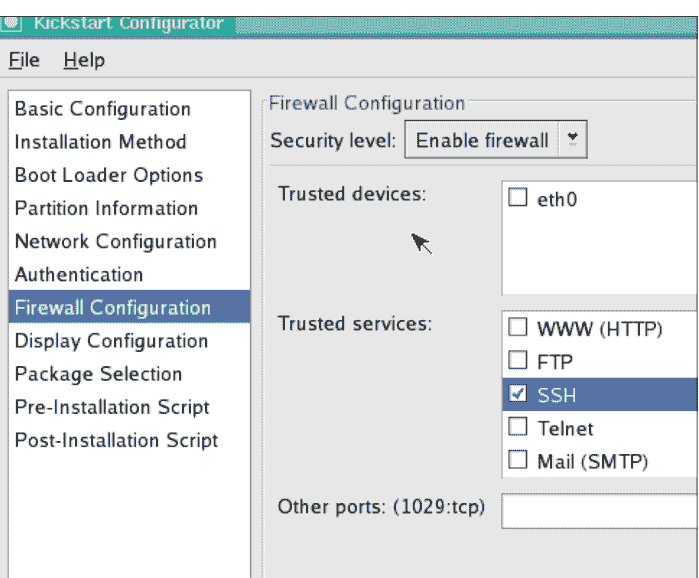 Kickstart Configurator
File Help
Basic Configuration
Installation Method
Boot Loader Options
Partition Information
Network Configuration
Authentication
Firewall Configuration
Display Configuration
Package Selection
Pre-Installation Script
Post-Installation Script
Firewall Configuration
Security level: Enable firewall
Trusted devices:
eth0
Trusted services:
WWW (HTTP)
FTP
SSH
Telnet
Mail (SMTP)
Other ports: (1029:tcp)